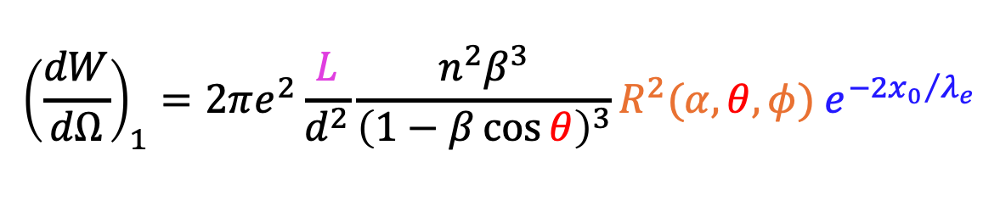 (dW/dΩ)₁ = 2πe² L/d² n²β³/(1 − β cos θ)³ R²(α, θ, ϕ) e^(−2x₀/λₑ)